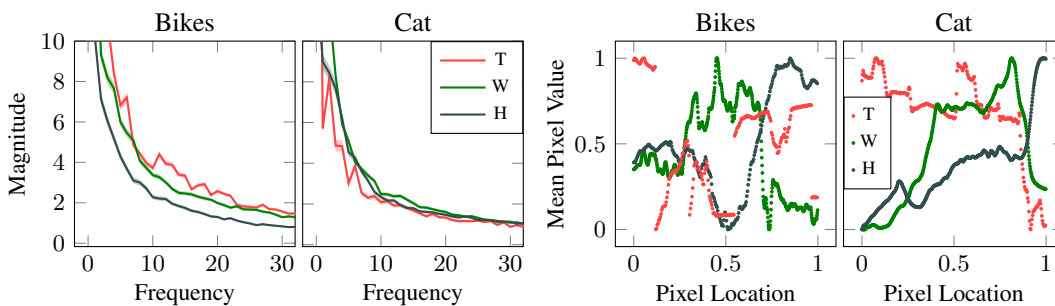 Bikes
Cat
10
8
6
4
2
0
Magnitude
0
10
20
30
Frequency
T
W
H
0
10
20
30
Frequency
Bikes
Cat
1
0.5
0
Mean Pixel Value
0
0.5
1
Pixel Location
T
W
H
0
0.5
1
Pixel Location